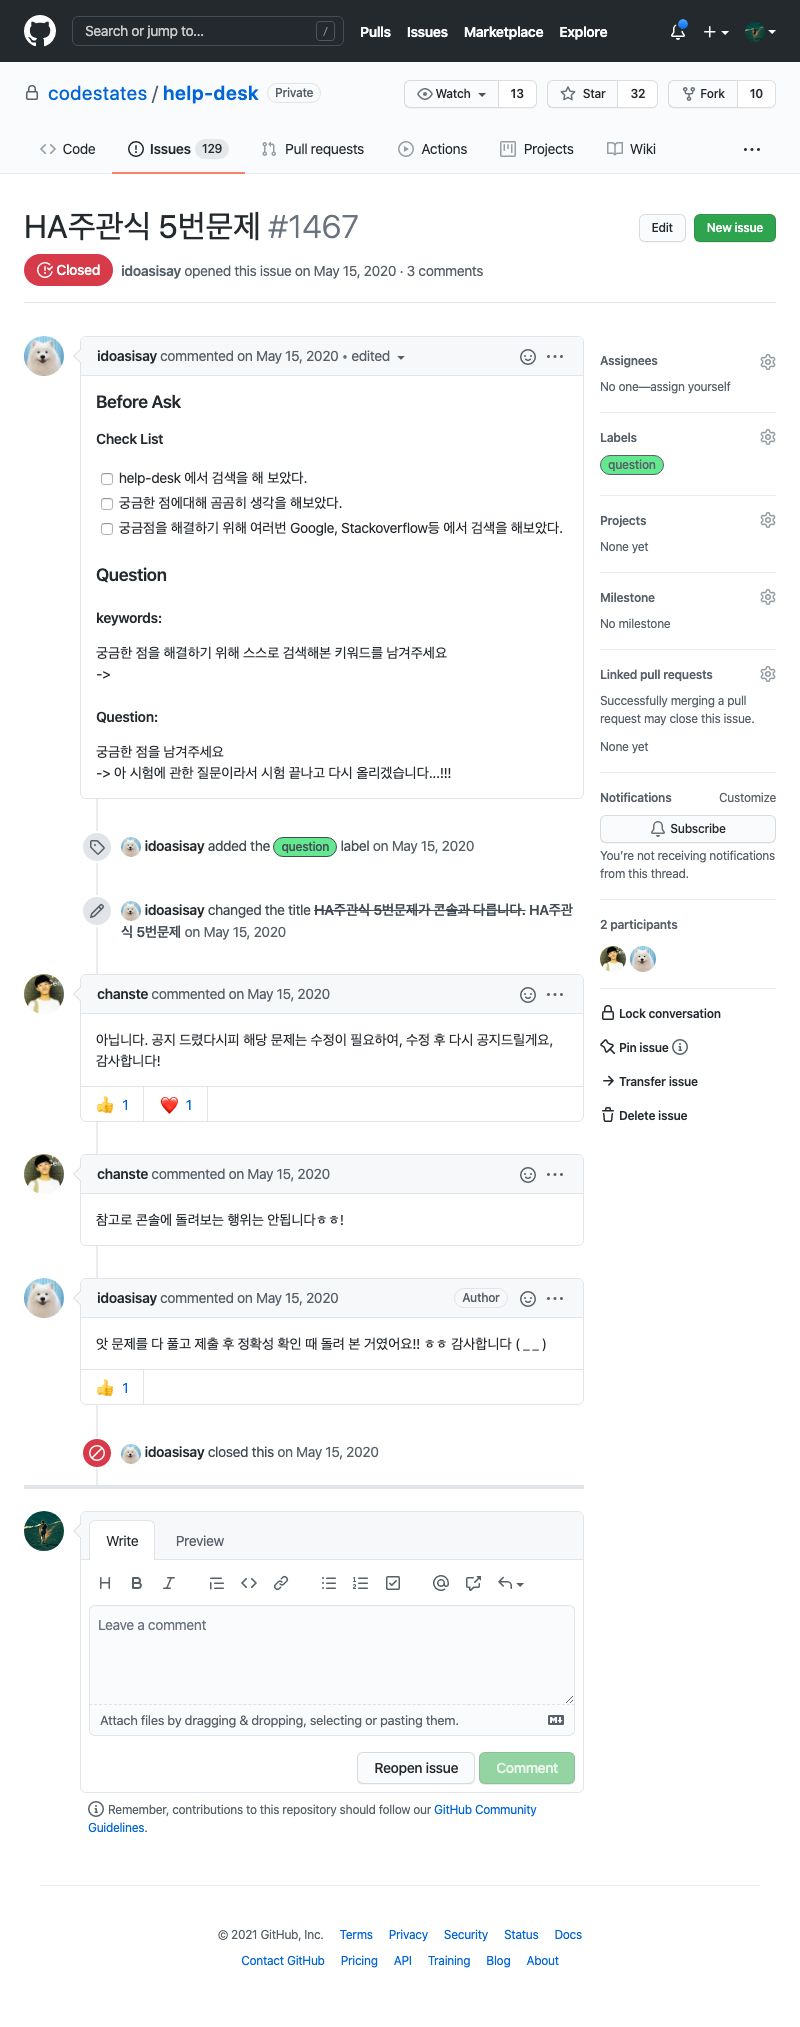 Search or jump to... /
Pulls Issues Marketplace Explore
codestates / help-desk Private
Watch 13 Star 32 Fork 10
Code Issues 129 Pull requests Actions Projects Wiki ...
HA주관식 5번문제 #1467
Edit New issue
Closed idoasisay opened this issue on May 15, 2020 · 3 comments
idoasisay commented on May 15, 2020 • edited
Before Ask
Check List
help-desk 에서 검색을 해 보았다.
궁금한 점에대해 곰곰히 생각을 해보았다.
궁금점을 해결하기 위해 여러번 Google, Stackoverflow등 에서 검색을 해보았다.
Question
keywords:
궁금한 점을 해결하기 위해 스스로 검색해본 키워드를 남겨주세요
->
Question:
궁금한 점을 남겨주세요
-> 아 시험에 관한 질문이라서 시험 끝나고 다시 올리겠습니다...!!!
idoasisay added the question label on May 15, 2020
idoasisay changed the title HA주관식 5번문제가 콘솔과 다릅니다. HA주관
식 5번문제 on May 15, 2020
chanste commented on May 15, 2020
아닙니다. 공지 드렸다시피 해당 문제는 수정이 필요하여, 수정 후 다시 공지드릴게요,
감사합니다!
👍 1 ❤️ 1
chanste commented on May 15, 2020
참고로 콘솔에 돌려보는 행위는 안됩니다ㅎㅎ!
idoasisay commented on May 15, 2020 Author
앗 문제를 다 풀고 제출 후 정확성 확인 때 돌려 본 거였어요!! ㅎㅎ 감사합니다 ( _ _ )
👍 1
idoasisay closed this on May 15, 2020
Write Preview
H B I
Leave a comment
Attach files by dragging & dropping, selecting or pasting them.
Reopen issue Comment
Remember, contributions to this repository should follow our GitHub Community
Guidelines.
Assignees
No one—assign yourself
Labels
question
Projects
None yet
Milestone
No milestone
Linked pull requests
Successfully merging a pull
request may close this issue.
None yet
Notifications Customize
Subscribe
You're not receiving notifications
from this thread.
2 participants
Lock conversation
Pin issue
Transfer issue
Delete issue
© 2021 GitHub, Inc. Terms Privacy Security Status Docs
Contact GitHub Pricing API Training Blog About